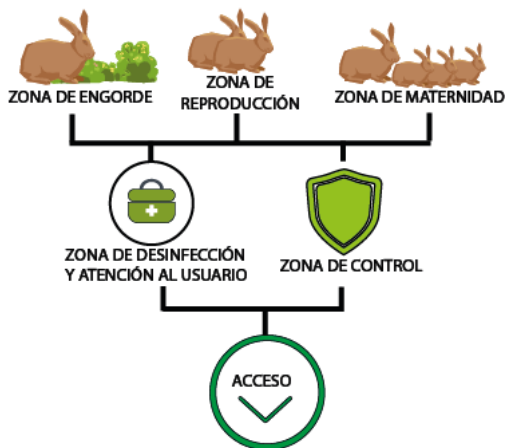 ZONA DE ENGORDE
ZONA DE
REPRODUCCIÓN
ZONA DE MATERNIDAD
ZONA DE DESINFECCIÓN
Y ATENCIÓN AL USUARIO
ZONA DE CONTROL
ACCESO